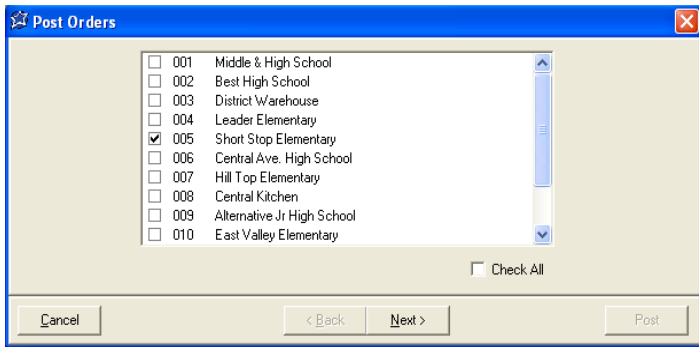 Post Orders
001 Middle & High School
002 Best High School
003 District Warehouse
004 Leader Elementary
005 Short Stop Elementary
006 Central Ave. High School
007 Hill Top Elementary
008 Central Kitchen
009 Alternative Jr High School
010 East Valley Elementary
Check All
Cancel < Back Next > Post